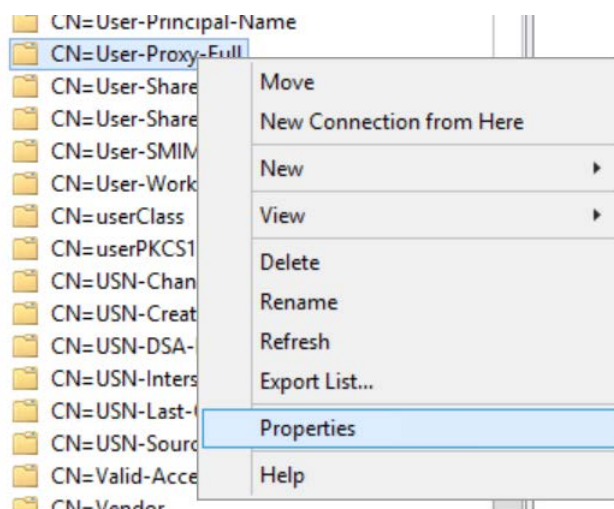 CN=User-Principal-Name
CN=User-Proxy-Full
CN=User-Share
CN=User-Share
CN=User-SMIM
CN=User-Work
CN=userClass
CN=userPKCS1
CN=USN-Chan
CN=USN-Creat
CN=USN-DSA-
CN=USN-Inters
CN=USN-Last-
CN=USN-Sourc
CN=Valid-Acce
CN=Vendor
Move
New Connection from Here
New
View
Delete
Rename
Refresh
Export List...
Properties
Help